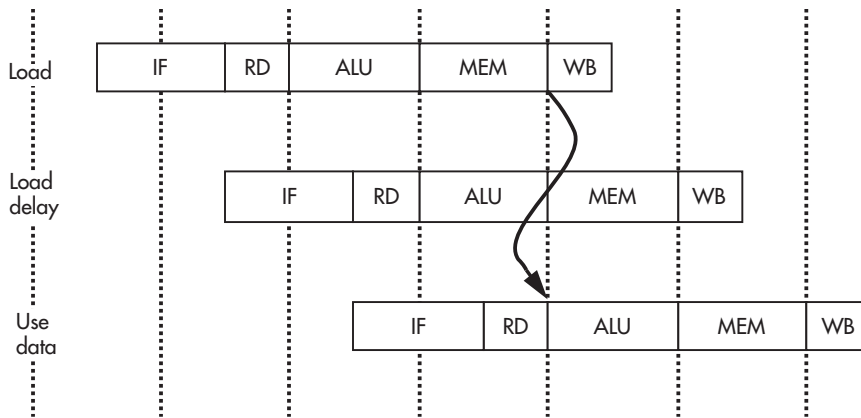 Load IF RD ALU MEM WB
Load
delay IF RD ALU MEM WB
Use
data IF RD ALU MEM WB